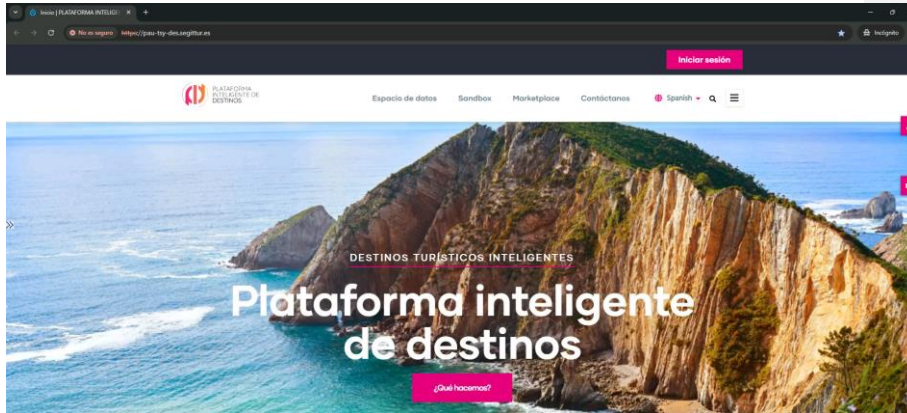 Inicio | PLATAFORMA INTELIG
No es seguro https://pau-tsy-des.segittur.es
Incógnito
Iniciar sesión
PLATAFORMA
INTELIGENTE DE
DESTINOS
Espacio de datos Sandbox Marketplace Contáctanos Spanish
DESTINOS TURÍSTICOS INTELIGENTES
Plataforma inteligente
de destinos
¿Qué hacemos?